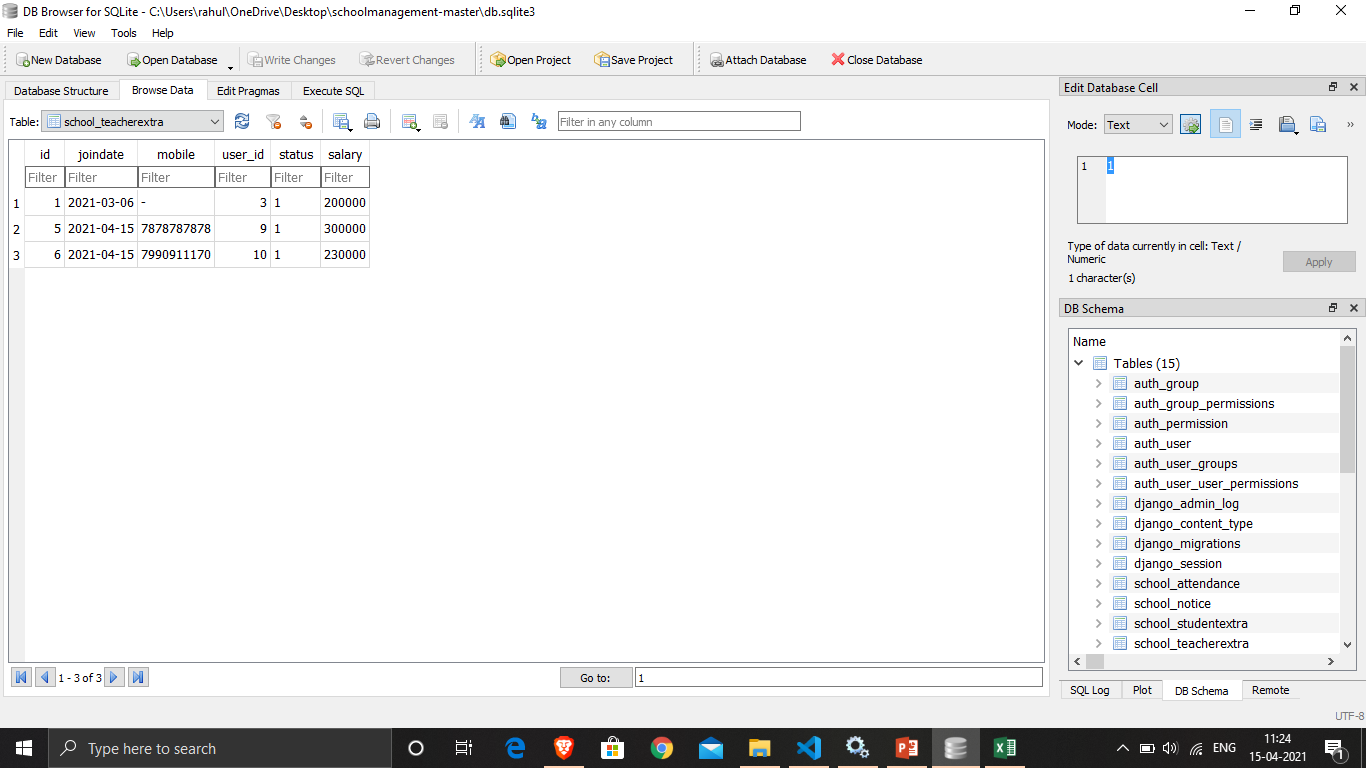 DB Browser for SQLite - C:\Users\rahul\OneDrive\Desktop\schoolmanagement-master\db.sqlite3
File Edit View Tools Help
New Database Open Database Write Changes Revert Changes Open Project Save Project Attach Database Close Database
Database Structure Browse Data Edit Pragmas Execute SQL
Table: school_teacherextra Filter in any column
id joindate mobile user_id status salary
Filter Filter Filter Filter Filter Filter
1 1 2021-03-06 - 3 1 200000
2 5 2021-04-15 7878787878 9 1 300000
3 6 2021-04-15 7990911170 10 1 230000
1 - 3 of 3 Go to: 1
Edit Database Cell
Mode: Text
1 1
Type of data currently in cell: Text /
Numeric
1 character(s)
Apply
DB Schema
Name
Tables (15)
auth_group
auth_group_permissions
auth_permission
auth_user
auth_user_groups
auth_user_user_permissions
django_admin_log
django_content_type
django_migrations
django_session
school_attendance
school_notice
school_studentextra
school_teacherextra
SQL Log Plot DB Schema Remote
UTF-8
Type here to search
ENG
11:24
15-04-2021
1